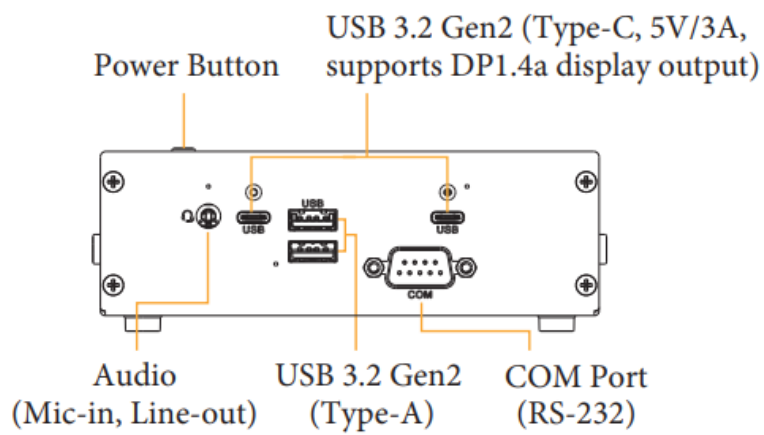 USB 3.2 Gen2 (Type-C, 5V/3A,
Power Button
supports DP1.4a display output)
USB
USB
USB
COM
Audio
(Mic-in, Line-out)
USB 3.2 Gen2
(Type-A)
COM Port
(RS-232)